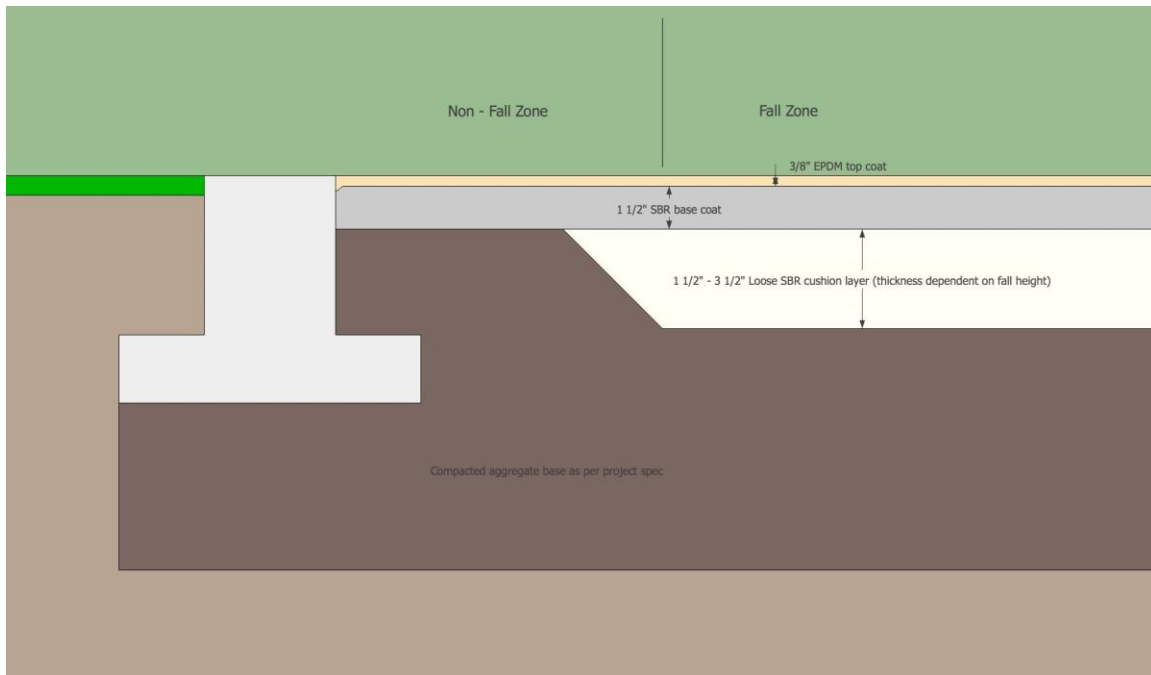 Non - Fall Zone
Fall Zone
3/8" EPDM top coat
1 1/2" SBR base coat
1 1/2" - 3 1/2" Loose SBR cushion layer (thickness dependent on fall height)
Compacted aggregate base as per project spec